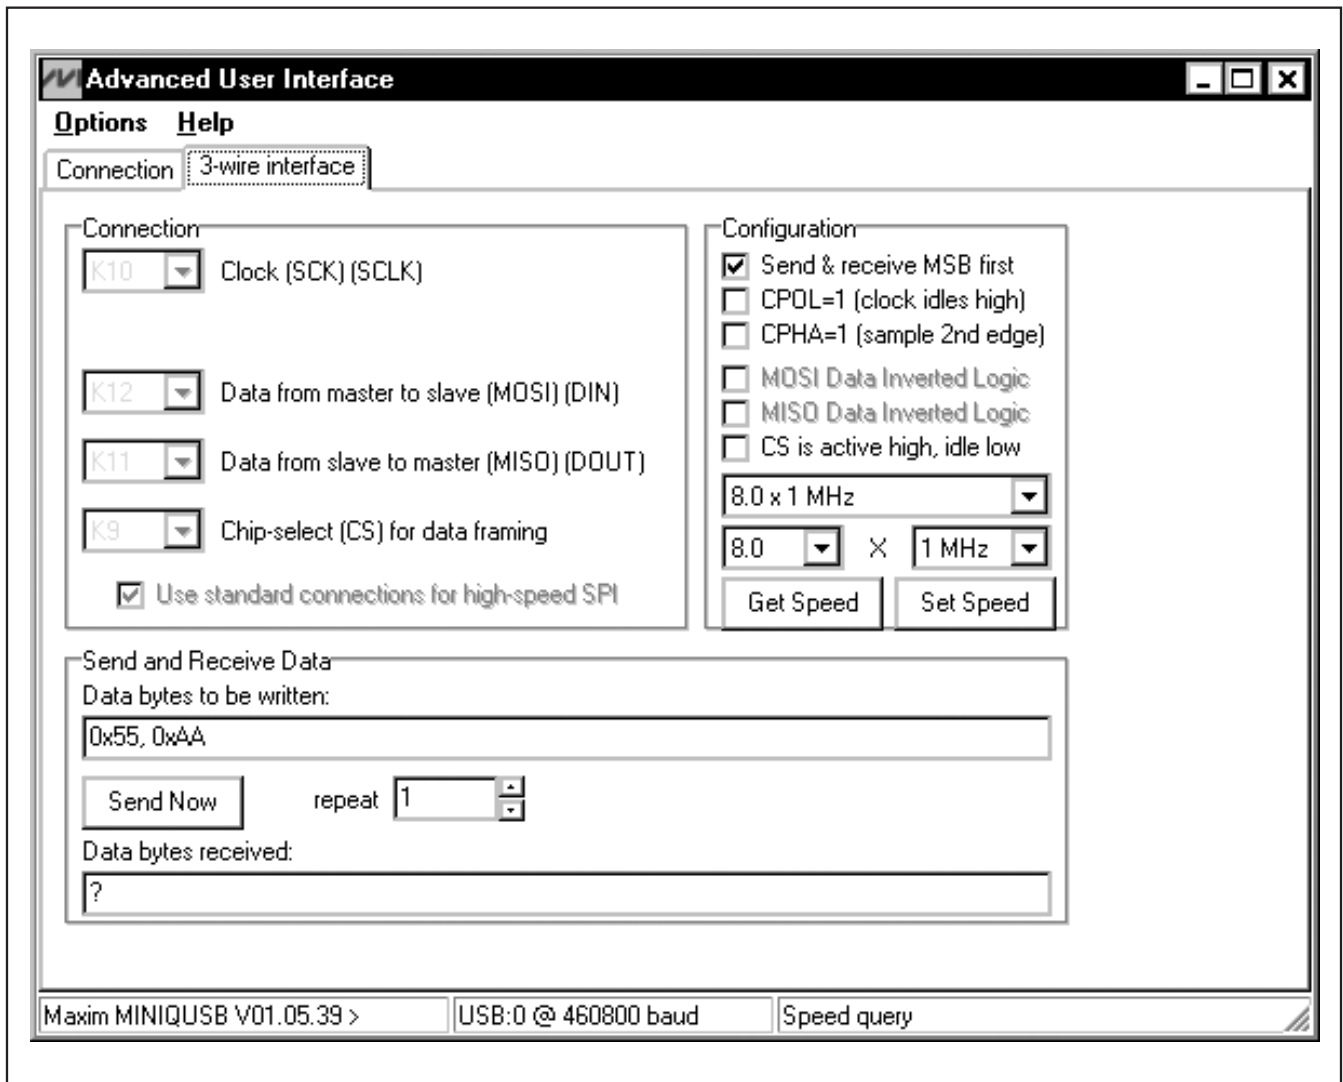 Advanced User Interface
Options Help
Connection 3-wire interface
Connection
K10 Clock (SCK) (SCLK)
K12 Data from master to slave (MOSI) (DIN)
K11 Data from slave to master (MISO) (DOUT)
K9 Chip-select (CS) for data framing
Use standard connections for high-speed SPI
Configuration
Send & receive MSB first
CPOL=1 (clock idles high)
CPHA=1 (sample 2nd edge)
MOSI Data Inverted Logic
MISO Data Inverted Logic
CS is active high, idle low
8.0 x 1 MHz
8.0 X 1 MHz
Get Speed Set Speed
Send and Receive Data
Data bytes to be written:
0x55, 0xAA
Send Now repeat 1
Data bytes received:
?
Maxim MINIQUSB V01.05.39 > USB:0 @ 460800 baud Speed query